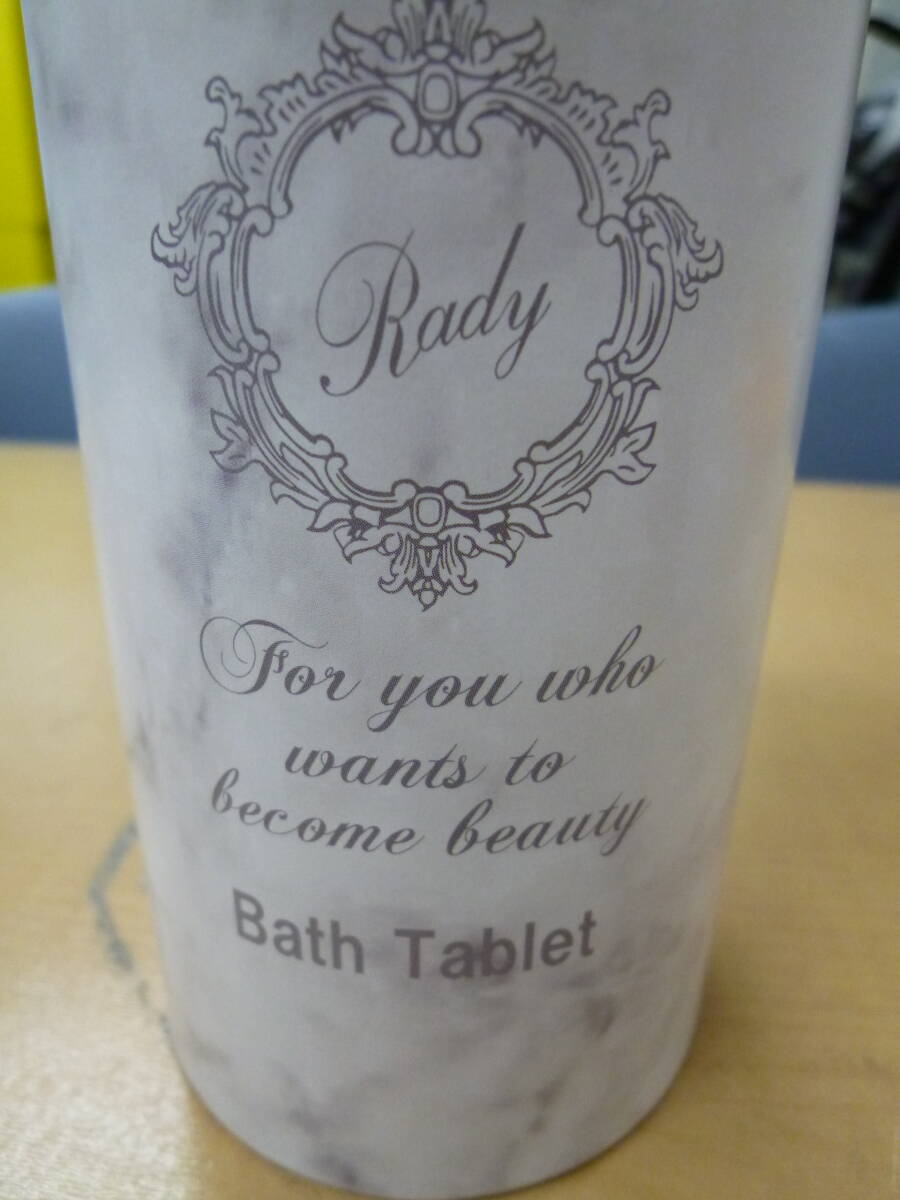 Rady
For you who
wants to
become beauty
Bath Tablet